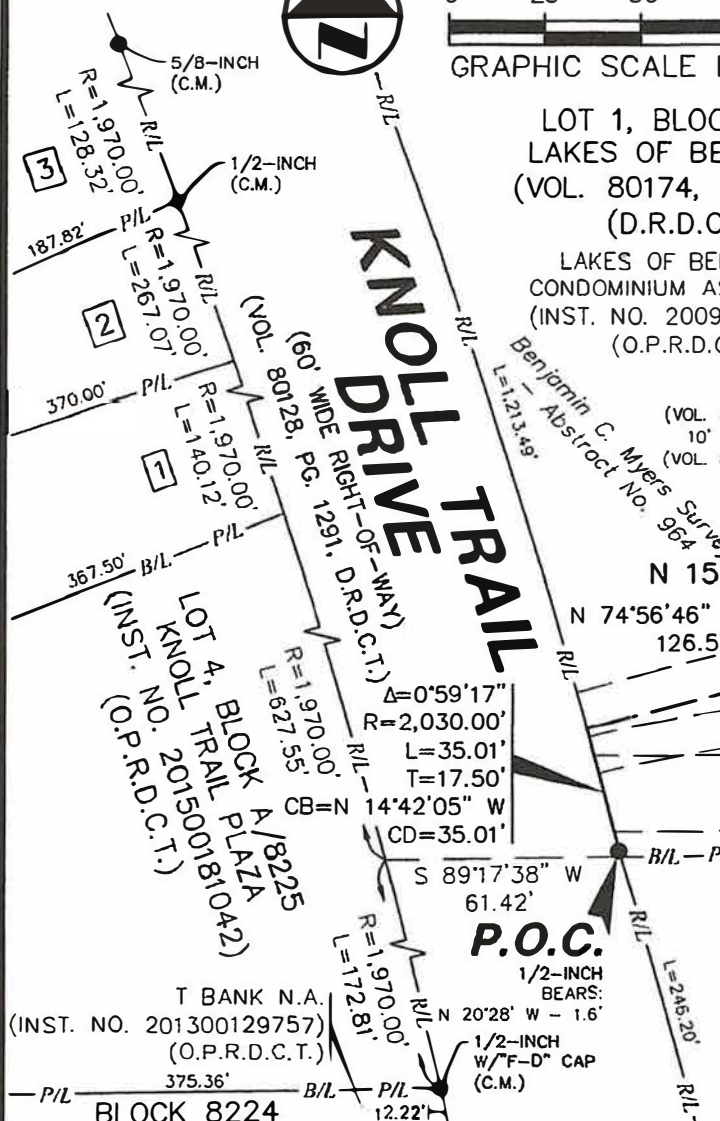 5/8-INCH
(C.M.)
R/L
R=1,970.00'
L=128.32'
3
1/2-INCH
(C.M.)
187.82'
P/L
R/L
R=1,970.00'
L=267.07'
2
370.00'
P/L
R=1,970.00'
L=140.12'
1
R/L
367.50'
B/L
P/L
N
R/L
GRAPHIC SCALE
LOT 1,
LAKES OF
(VOL. 80174,
LAKES OF
CONDOMINIUM
(INST. NO.
(VOL.
10'
(VOL.
KNOLL TRAIL
DRIVE
(60' WIDE RIGHT-OF-WAY)
(VOL. 80128, PG. 1291, D.R.D.C.T.)
R/L
L=1,213.49'
Benjamin C. Myers
- Abstract No. 964
N 15
N 74°56'46"
R/L
LOT 4, BLOCK A/8225
KNOLL TRAIL PLAZA
(INST. NO. 201500181042)
(O.P.R.D.C.T.)
R=1,970.00'
L=627.55'
R/L
Δ=0°59'17"
R=2,030.00'
L=35.01'
T=17.50'
CB=N 14°42'05" W
CD=35.01'
S 89°17'38" W
61.42'
B/L
P.O.C.
1/2-INCH
BEARS:
N 20°28' W - 1.6'
R/L
L=246.20'
R/L
R=1,970.00'
L=172.81'
R/L
1/2-INCH
W/"F-D" CAP
(C.M.)
T BANK N.A.
(INST. NO. 201300129757)
(O.P.R.D.C.T.)
P/L
375.36'
B/L
P/L
BLOCK 8224
12.22'